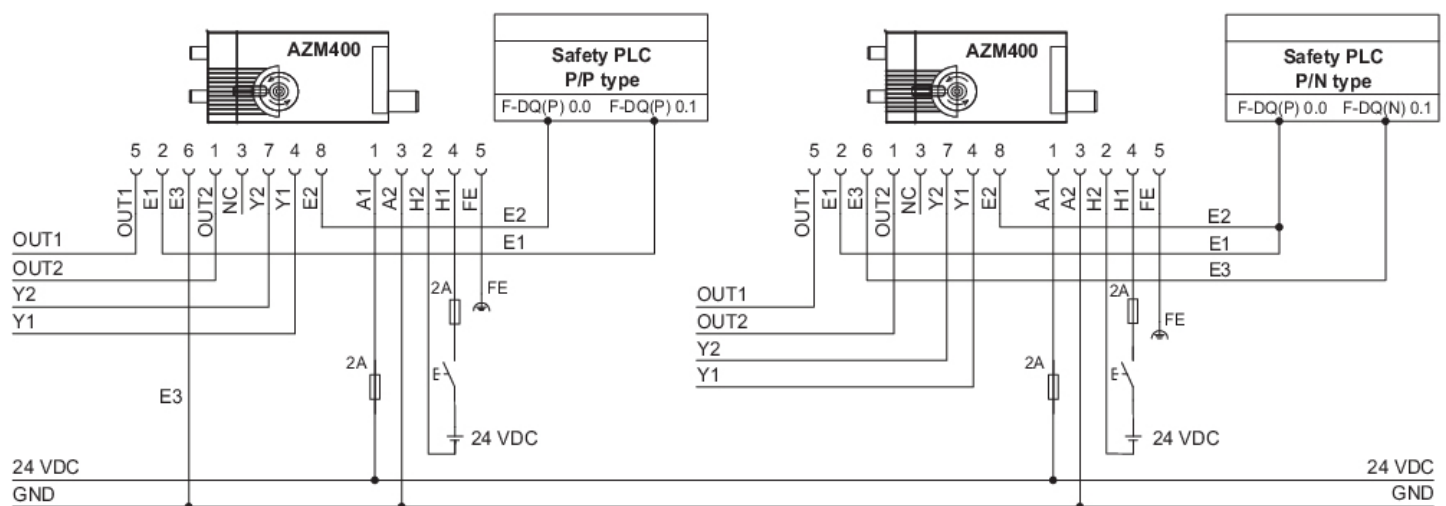 AZM400
Safety PLC
P/P type
F-DQ(P) 0.0 F-DQ(P) 0.1
5 2 6 1 3 7 4 8 1 3 2 4 5
OUT1 E1 E3 OUT2 NC Y2 Y1 E2 A1 A2 H2 H1 FE
E2
E1
OUT1
OUT2
Y2
Y1
2A
FE
2A
E3
24 VDC
AZM400
Safety PLC
P/N type
F-DQ(P) 0.0 F-DQ(N) 0.1
5 2 6 1 3 7 4 8 1 3 2 4 5
OUT1 E1 E3 OUT2 NC Y2 Y1 E2 A1 A2 H2 H1 FE
E2
E1
E3
OUT1
OUT2
Y2
Y1
2A
FE
2A
24 VDC
24 VDC 24 VDC
GND GND